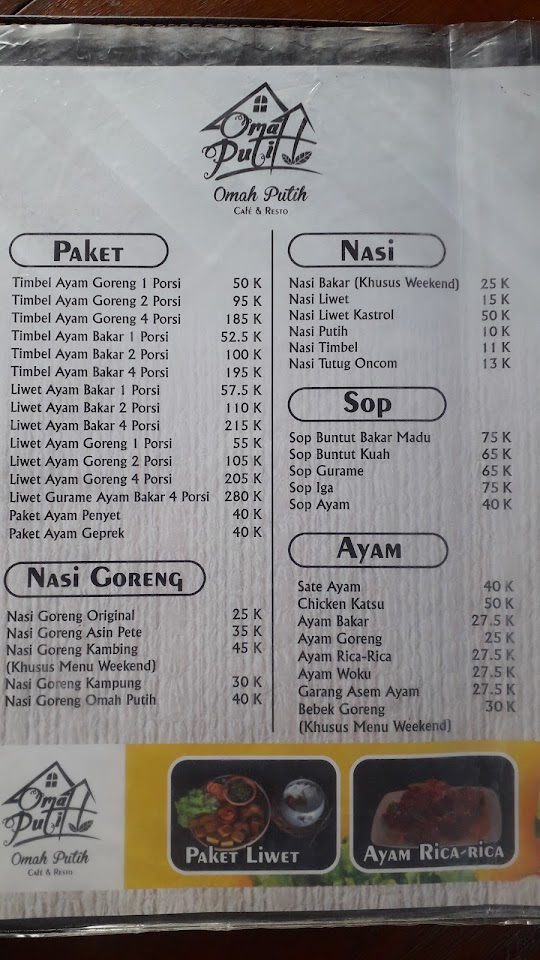 Omah
Putih
Omah Putih
Café & Resto
Paket
Timbel Ayam Goreng 1 Porsi 50 K
Timbel Ayam Goreng 2 Porsi 95 K
Timbel Ayam Goreng 4 Porsi 185 K
Timbel Ayam Bakar 1 Porsi 52.5 K
Timbel Ayam Bakar 2 Porsi 100 K
Timbel Ayam Bakar 4 Porsi 195 K
Liwet Ayam Bakar 1 Porsi 57.5 K
Liwet Ayam Bakar 2 Porsi 110 K
Liwet Ayam Bakar 4 Porsi 215 K
Liwet Ayam Goreng 1 Porsi 55 K
Liwet Ayam Goreng 2 Porsi 105 K
Liwet Ayam Goreng 4 Porsi 205 K
Liwet Gurame Ayam Bakar 4 Porsi 280 K
Paket Ayam Penyet 40 K
Paket Ayam Geprek 40 K
Nasi Goreng
Nasi Goreng Original 25 K
Nasi Goreng Asin Pete 35 K
Nasi Goreng Kambing 45 K
(Khusus Menu Weekend)
Nasi Goreng Kampung 30 K
Nasi Goreng Omah Putih 40 K
Nasi
Nasi Bakar (Khusus Weekend) 25 K
Nasi Liwet 15 K
Nasi Liwet Kastrol 50 K
Nasi Putih 10 K
Nasi Timbel 11 K
Nasi Tutug Oncom 13 K
Sop
Sop Buntut Bakar Madu 75 K
Sop Buntut Kuah 65 K
Sop Gurame 65 K
Sop Iga 75 K
Sop Ayam 40 K
Ayam
Sate Ayam 40 K
Chicken Katsu 50 K
Ayam Bakar 27.5 K
Ayam Goreng 25 K
Ayam Rica-Rica 27.5 K
Ayam Woku 27.5 K
Garang Asem Ayam 27.5 K
Bebek Goreng 30 K
(Khusus Menu Weekend)
Omah
Putih
Omah Putih
Café & Resto
Paket Liwet
Ayam Rica-rica